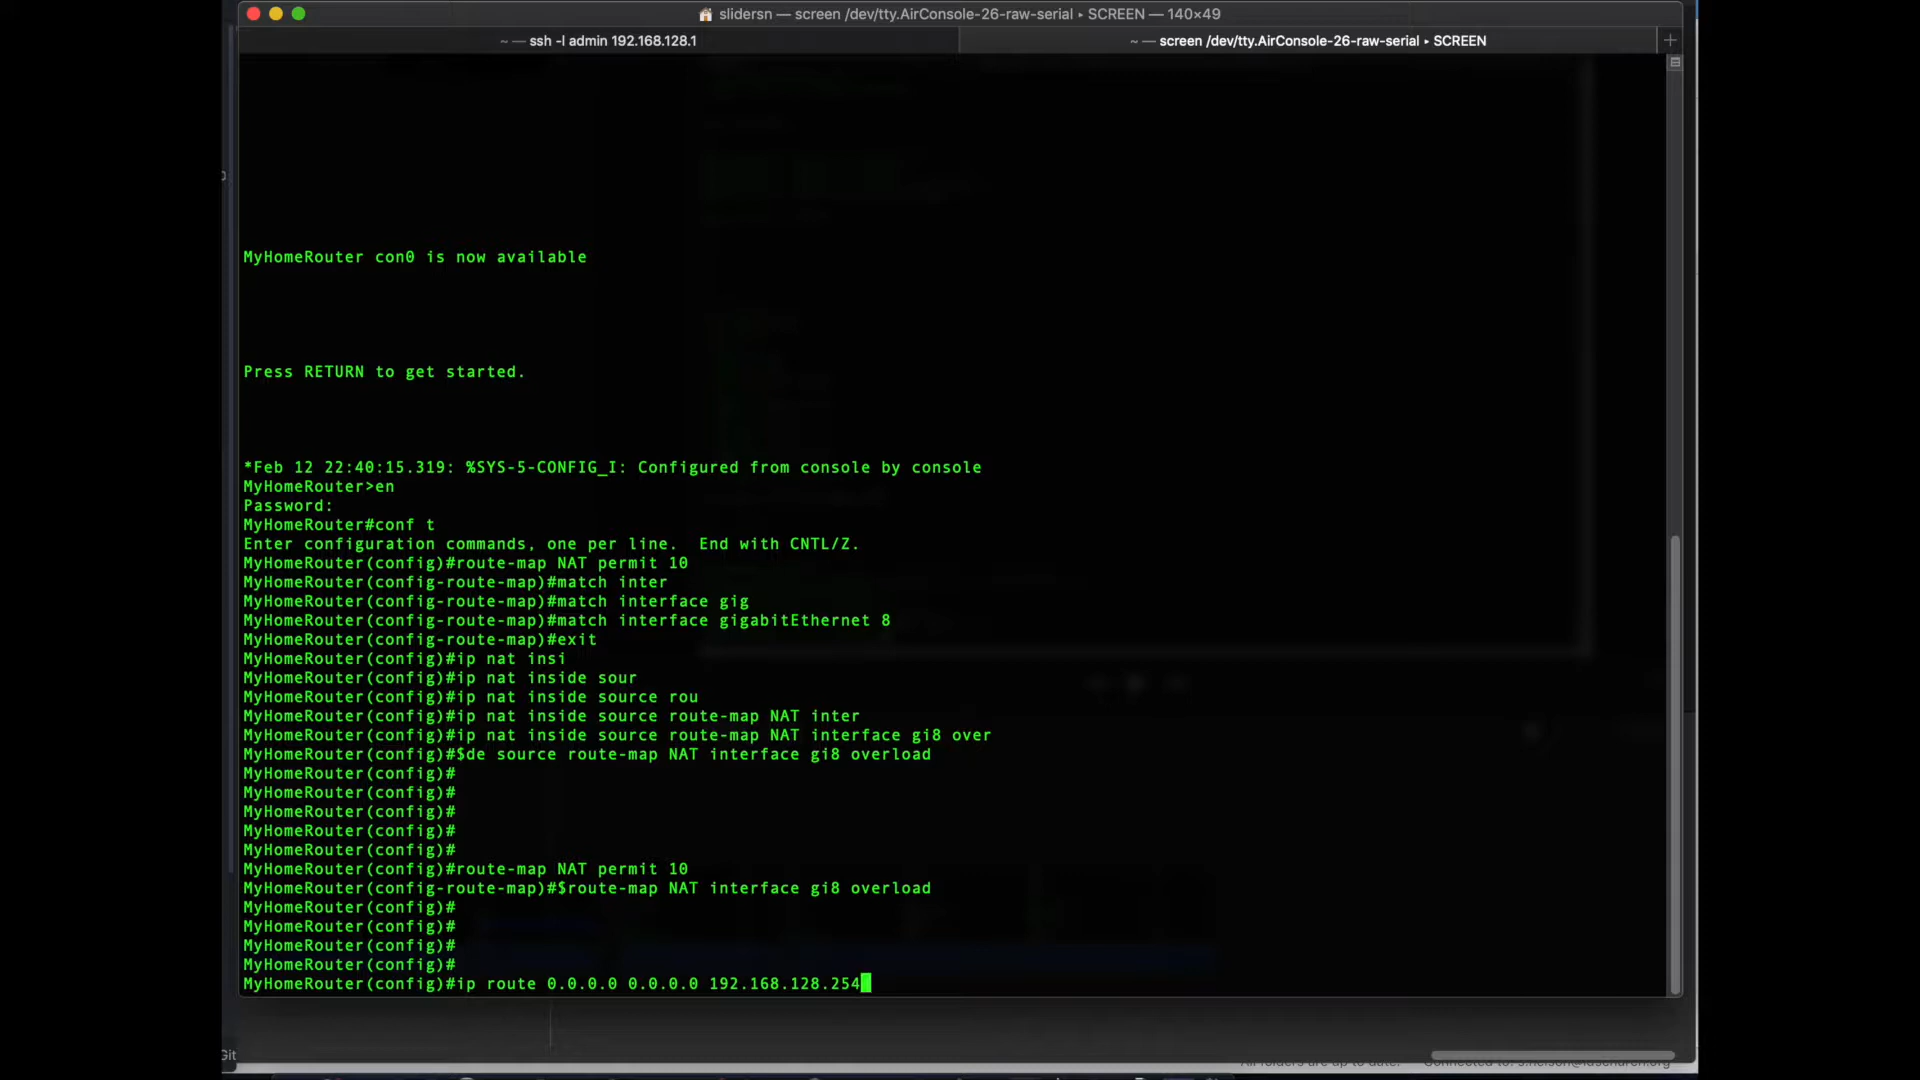 slidersn — screen /dev/tty.AirConsole-26-raw-serial ▸ SCREEN — 140×49
~ — ssh -l admin 192.168.128.1
~ — screen /dev/tty.AirConsole-26-raw-serial ▸ SCREEN
MyHomeRouter con0 is now available
Press RETURN to get started.
*Feb 12 22:40:15.319: %SYS-5-CONFIG_I: Configured from console by console
MyHomeRouter>en
Password:
MyHomeRouter#conf t
Enter configuration commands, one per line.  End with CNTL/Z.
MyHomeRouter(config)#route-map NAT permit 10
MyHomeRouter(config-route-map)#match inter
MyHomeRouter(config-route-map)#match interface gig
MyHomeRouter(config-route-map)#match interface gigabitEthernet 8
MyHomeRouter(config-route-map)#exit
MyHomeRouter(config)#ip nat insi
MyHomeRouter(config)#ip nat inside sour
MyHomeRouter(config)#ip nat inside source rou
MyHomeRouter(config)#ip nat inside source route-map NAT inter
MyHomeRouter(config)#ip nat inside source route-map NAT interface gi8 over
MyHomeRouter(config)#$de source route-map NAT interface gi8 overload
MyHomeRouter(config)#
MyHomeRouter(config)#
MyHomeRouter(config)#
MyHomeRouter(config)#
MyHomeRouter(config)#
MyHomeRouter(config)#route-map NAT permit 10
MyHomeRouter(config-route-map)#$route-map NAT interface gi8 overload
MyHomeRouter(config)#
MyHomeRouter(config)#
MyHomeRouter(config)#
MyHomeRouter(config)#
MyHomeRouter(config)#ip route 0.0.0.0 0.0.0.0 192.168.128.254
Git